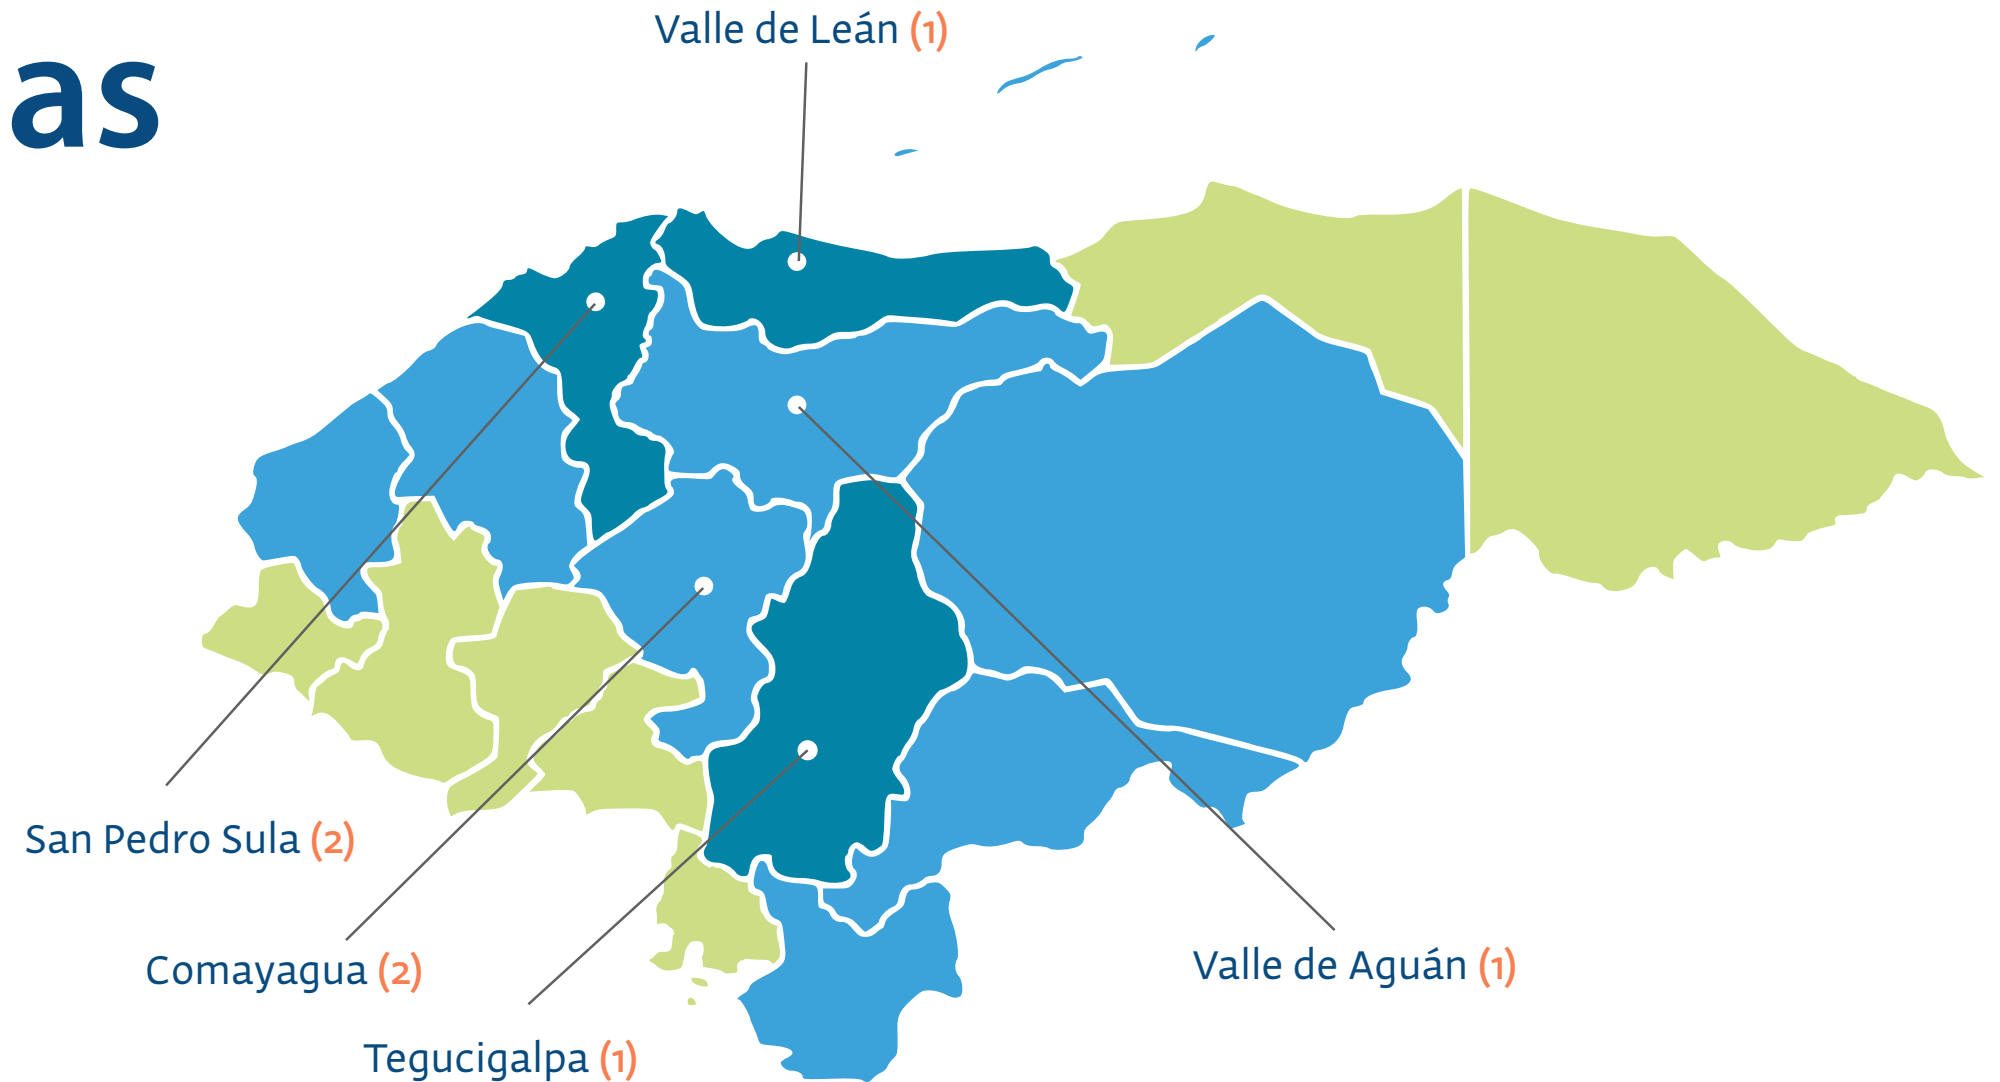 Valle de Leán (1)
as
San Pedro Sula (2)
Comayagua (2)
Valle de Aguán (1)
Tegucigalpa (1)